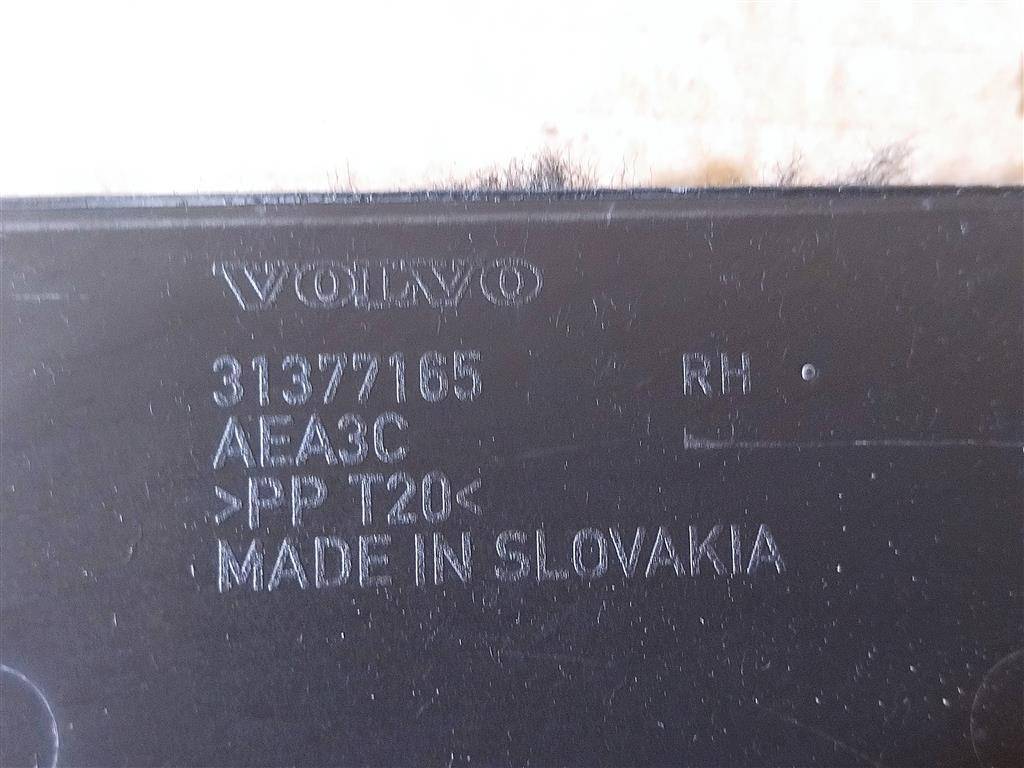 VOLVO
31377165 RH
AEA3C
>PP T20<
MADE IN SLOVAKIA